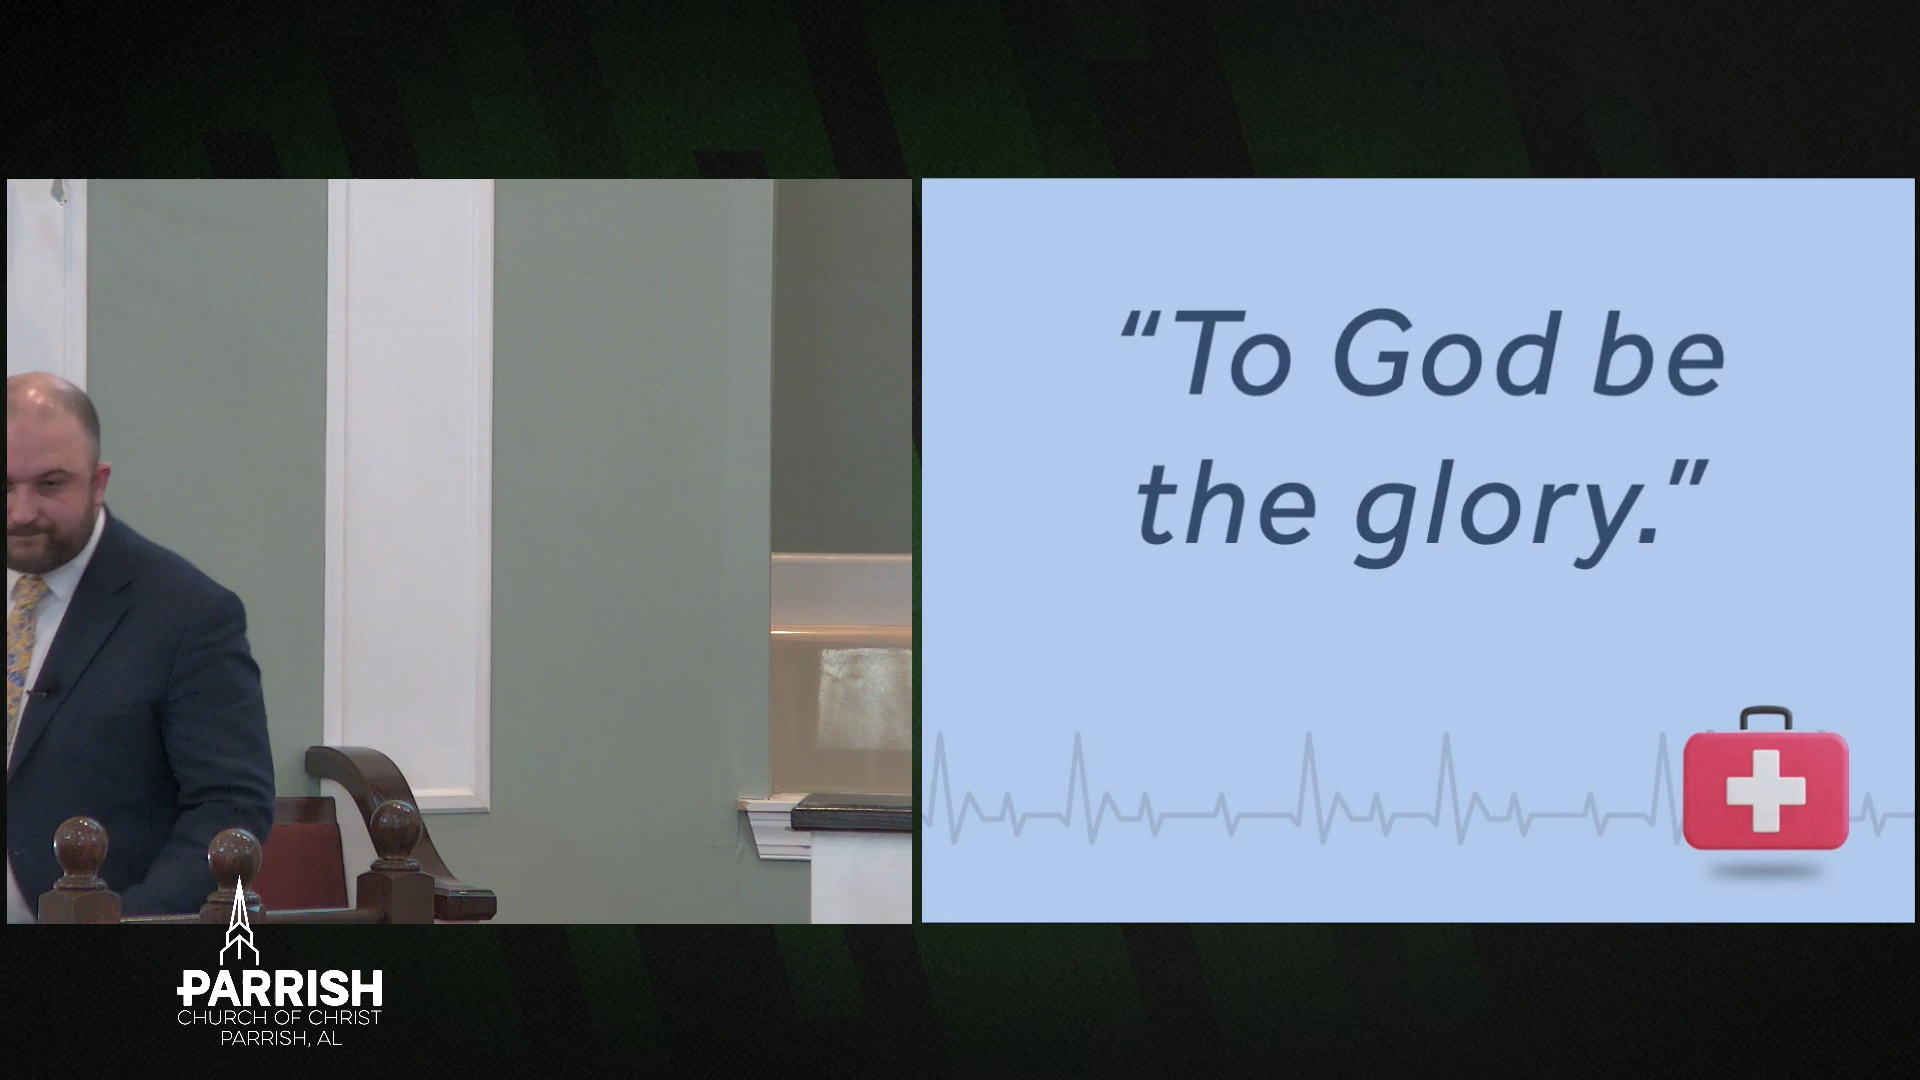 “To God be
the glory.”
PARRISH
CHURCH OF CHRIST
PARRISH, AL